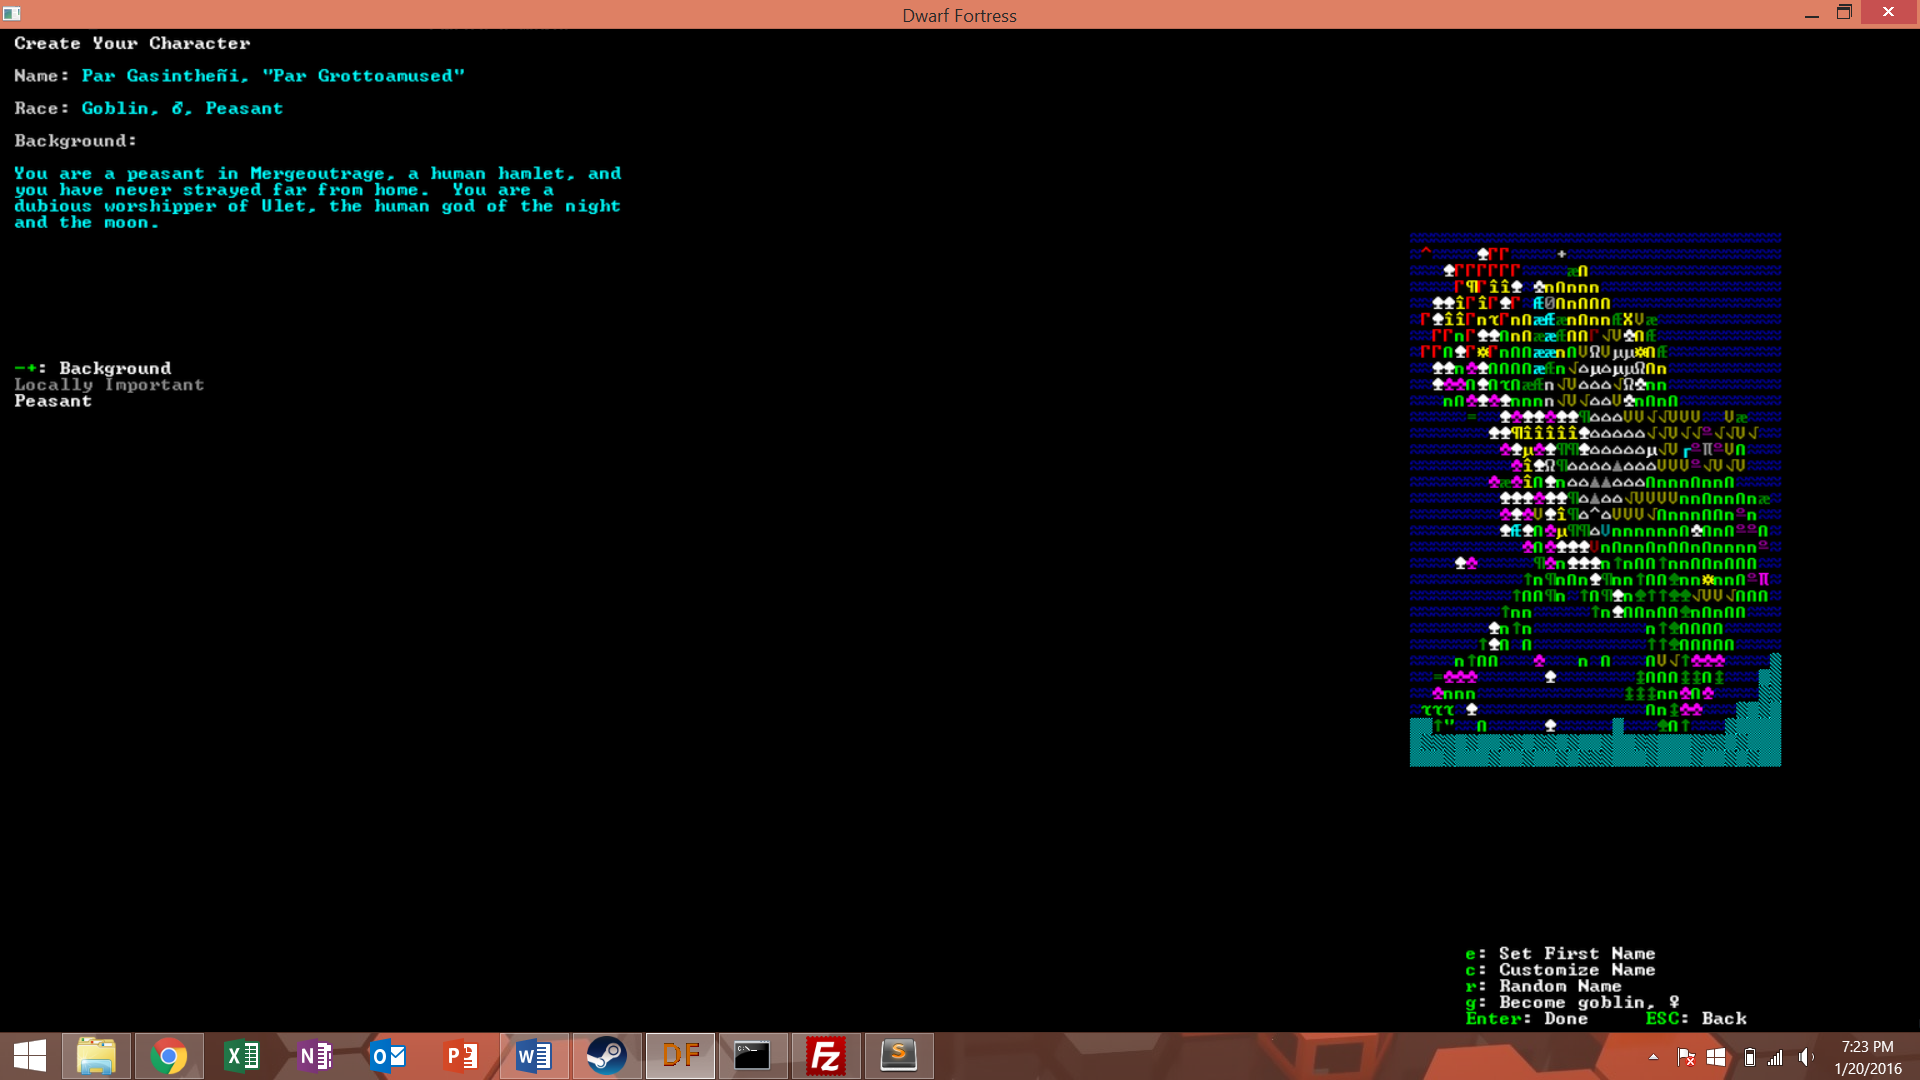 Dwarf Fortress
Create Your Character
Name: Par Gasintheñi, "Par Grottoamused"
Race: Goblin, ♂, Peasant
Background:
You are a peasant in Mergeoutrage, a human hamlet, and
you have never strayed far from home.  You are a
dubious worshipper of Ulet, the human god of the night
and the moon.
-+: Background
Locally Important
Peasant
e: Set First Name
c: Customize Name
r: Random Name
g: Become goblin, ♀
Enter: Done ESC: Back
DF
7:23 PM
1/20/2016